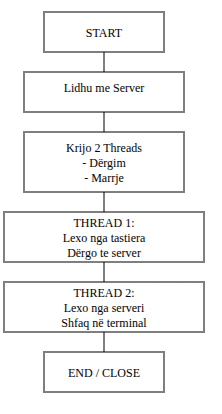 START
Lidhu me Server
Krijo 2 Threads
- Dërgim
- Marrje
THREAD 1:
Lexo nga tastiera
Dërgo te server
THREAD 2:
Lexo nga serveri
Shfaq në terminal
END / CLOSE